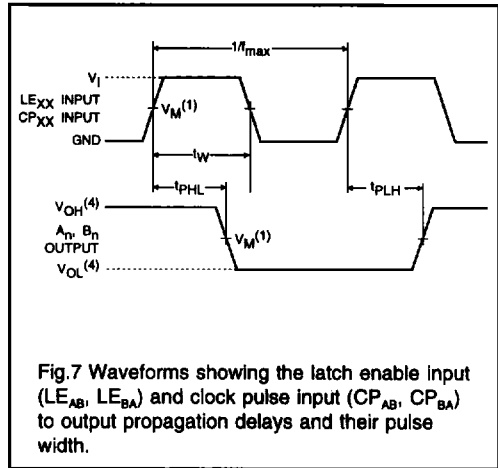 1/fmax
VI
LEXX INPUT
CPXX INPUT
VM(1)
GND
tW
tPHL
tPLH
VOH(4)
An, Bn
OUTPUT
VM(1)
VOL(4)
Fig.7 Waveforms showing the latch enable input
(LEAB, LEBA) and clock pulse input (CPAB, CPBA)
to output propagation delays and their pulse
width.